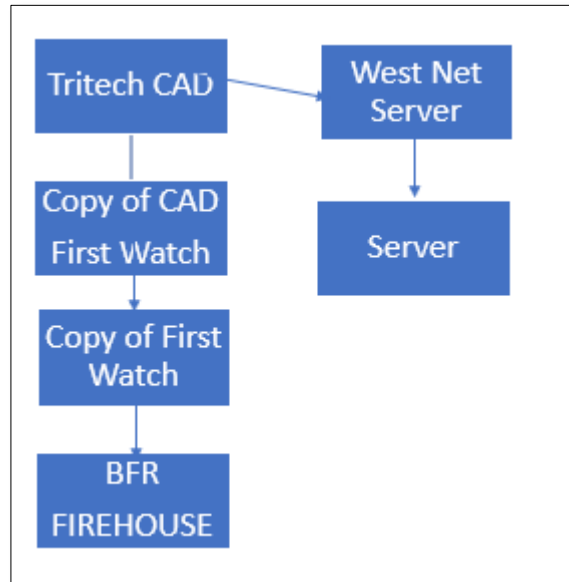 Tritech CAD
West Net
Server
Copy of CAD
First Watch
Server
Copy of First
Watch
BFR
FIREHOUSE